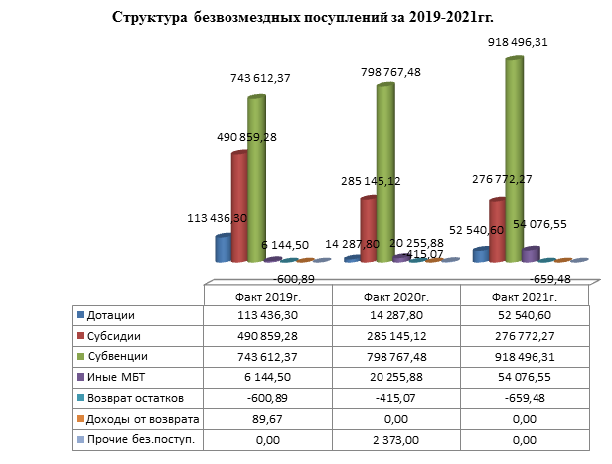 Структура безвозмездных посуплений за 2019-2021гг.
918 496,31
743 612,37
798 767,48
490 859,28
285 145,12
276 772,27
113 436,30
6 144,50
14 287,80
20 255,88
52 540,60
54 076,55
-415,07
-600,89
-659,48
Факт 2019г. Факт 2020г. Факт 2021г.
Дотации 113 436,30 14 287,80 52 540,60
Субсидии 490 859,28 285 145,12 276 772,27
Субвенции 743 612,37 798 767,48 918 496,31
Иные МБТ 6 144,50 20 255,88 54 076,55
Возврат остатков -600,89 -415,07 -659,48
Доходы от возврата 89,67 0,00 0,00
Прочие без.поступ. 0,00 2 373,00 0,00